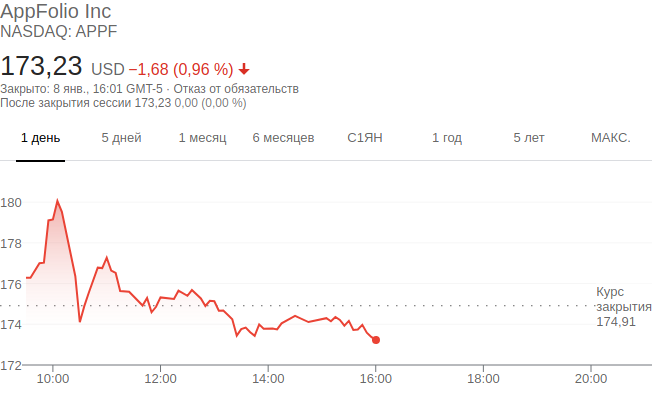 AppFolio Inc
NASDAQ: APPF
173,23 USD −1,68 (0,96 %)
Закрыто: 8 янв., 16:01 GMT-5 · Отказ от обязательств
После закрытия сессии 173,23 0,00 (0,00 %)
1 день 5 дней 1 месяц 6 месяцев С1ЯН 1 год 5 лет МАКС.
180
178
176
Курс
закрытия
174,91
174
172
10:00 12:00 14:00 16:00 18:00 20:00